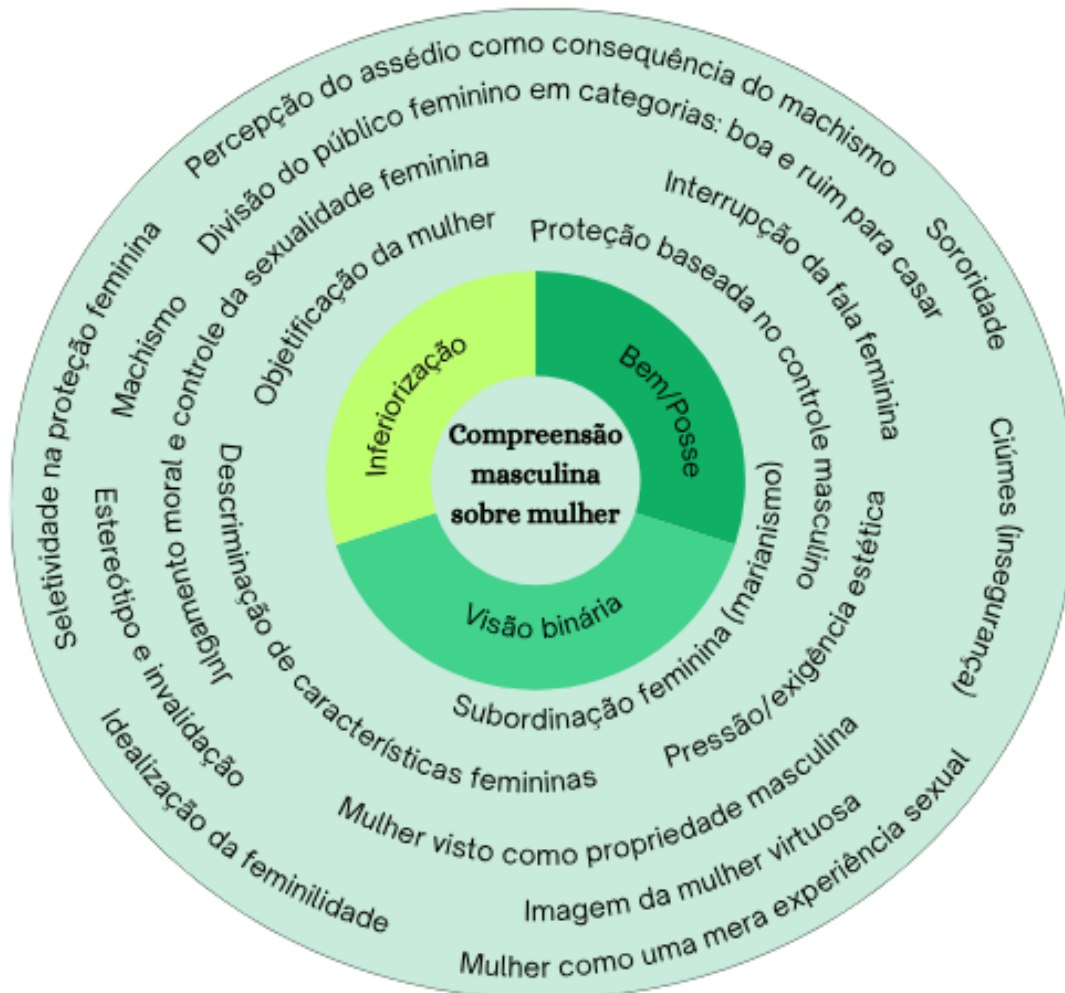 Percepção do assédio como consequência do machismo
Divisão do público feminino em categorias: boa e ruim para casar
Sororidade
Seletividade na proteção feminina
Machismo
Julgamento moral e controle da sexualidade feminina
Interrupção da fala feminina
Objetificação da mulher
Proteção baseada no controle masculino
Inferiorização
Bem/Posse
Compreensão
masculina
sobre mulher
Visão binária
Ciúmes (insegurança)
Estereótipo e invalidação
Descriminação de características femininas
Subordinação feminina (marianismo)
Pressão/exigência estética
Idealização da feminilidade
Mulher visto como propriedade masculina
Imagem da mulher virtuosa
Mulher como uma mera experiência sexual